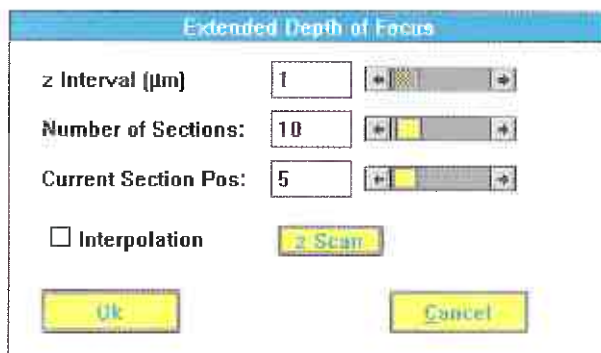 Extended Depth of Focus
z Interval (µm) 1
Number of Sections: 10
Current Section Pos: 5
Interpolation z Scan
Ok Cancel